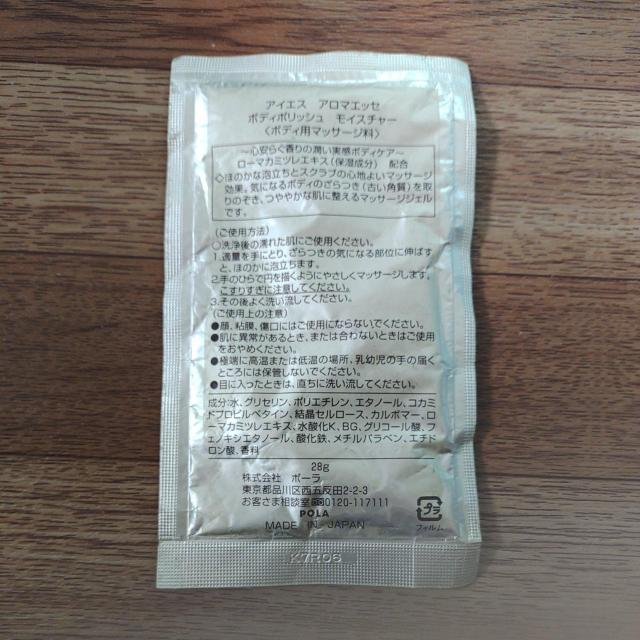 アイエス　アロマエッセ
ボディポリッシュ　モイスチャー
〈ボディ用マッサージ料〉
〜心安らぐ香りの潤い実感ボディケア〜
ローマカミツレエキス(保湿成分)　配合
◇ほのかな泡立ちとスクラブの心地よいマッサージ
効果。気になるボディのざらつき(古い角質)を取
りのぞき、つややかな肌に整えるマッサージジェル
です。
〈ご使用方法〉
○洗浄後の濡れた肌にご使用ください。
1.適量を手にとり、ざらつきの気になる部位に伸ばす
と、ほのかに泡立ちます。
2.手のひらで円を描くようにやさしくマッサージします。
こすりすぎに注意してください。
3.その後よく洗い流してください。
〈ご使用上の注意〉
●顔、粘膜、傷口にはご使用にならないでください。
●肌に異常があるとき、または合わないときはご使用
をおやめください。
●極端に高温または低温の場所、乳幼児の手の届く
ところには保管しないでください。
●目に入ったときは、直ちに洗い流してください。
成分:水、グリセリン、ポリエチレン、エタノール、コカミ
ドプロピルベタイン、結晶セルロース、カルボマー、ロ
ーマカミツレエキス、水酸化K、BG、グリコール酸、フ
ェノキシエタノール、酸化鉄、メチルパラベン、エチド
ロン酸、香料
28g
株式会社　ポーラ
東京都品川区西五反田2-2-3
お客さま相談室 0120-117111
POLA
MADE IN JAPAN
プラ
フィルム
K7R06